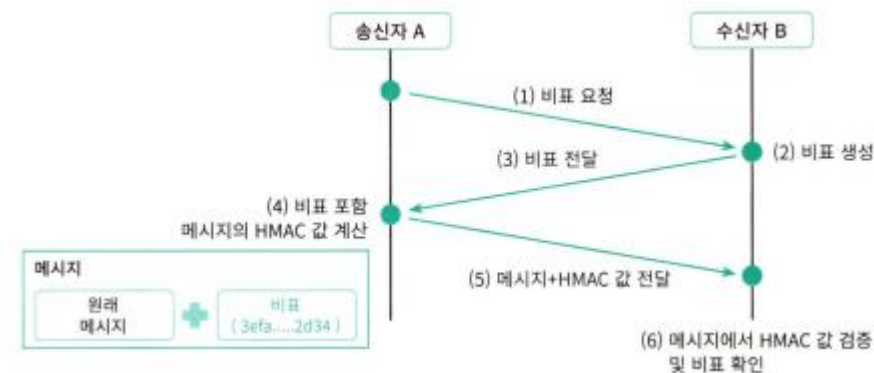 송신자 A
수신자 B
(1) 비표 요청
(2) 비표 생성
(3) 비표 전달
(4) 비표 포함
메시지의 HMAC 값 계산
메시지
원래
메시지
비표
( 3efa.....2d34 )
(5) 메시지+HMAC 값 전달
(6) 메시지에서 HMAC 값 검증
및 비표 확인